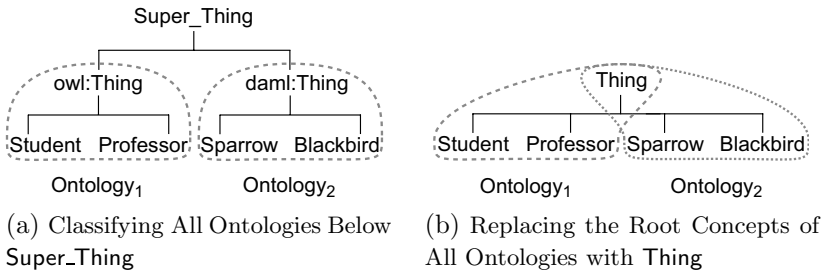 Super_Thing
owl:Thing daml:Thing
Student Professor Sparrow Blackbird
Ontology1 Ontology2
(a) Classifying All Ontologies Below
Super_Thing
Thing
Student Professor Sparrow Blackbird
Ontology1 Ontology2
(b) Replacing the Root Concepts of
All Ontologies with Thing